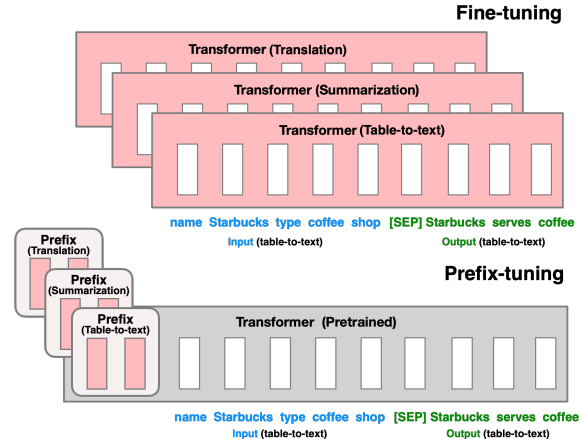 Fine-tuning
Transformer (Translation)
Transformer (Summarization)
Transformer (Table-to-text)
name Starbucks type coffee shop [SEP] Starbucks serves coffee
Input (table-to-text) Output (table-to-text)
Prefix-tuning
Prefix
(Translation)
Prefix
(Summarization)
Prefix
(Table-to-text)
Transformer (Pretrained)
name Starbucks type coffee shop [SEP] Starbucks serves coffee
Input (table-to-text) Output (table-to-text)